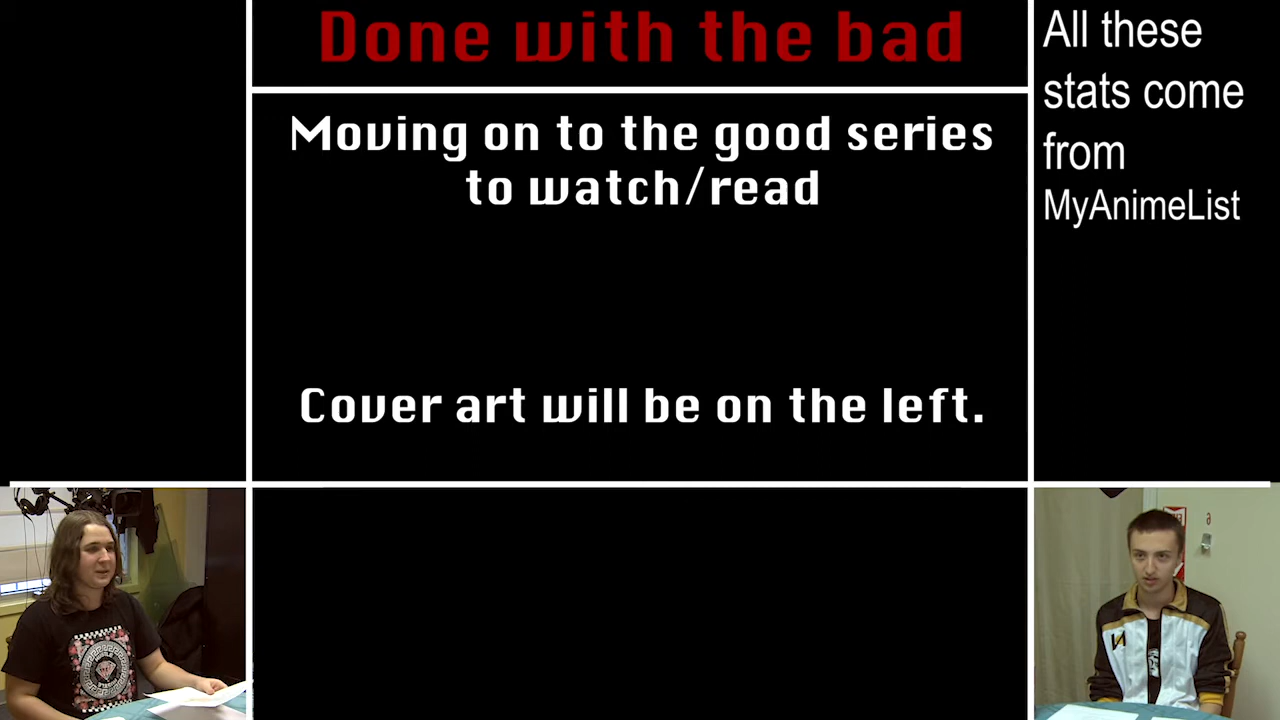 Done with the bad
Moving on to the good series
to watch/read
Cover art will be on the left.
All these
stats come
from
MyAnimeList